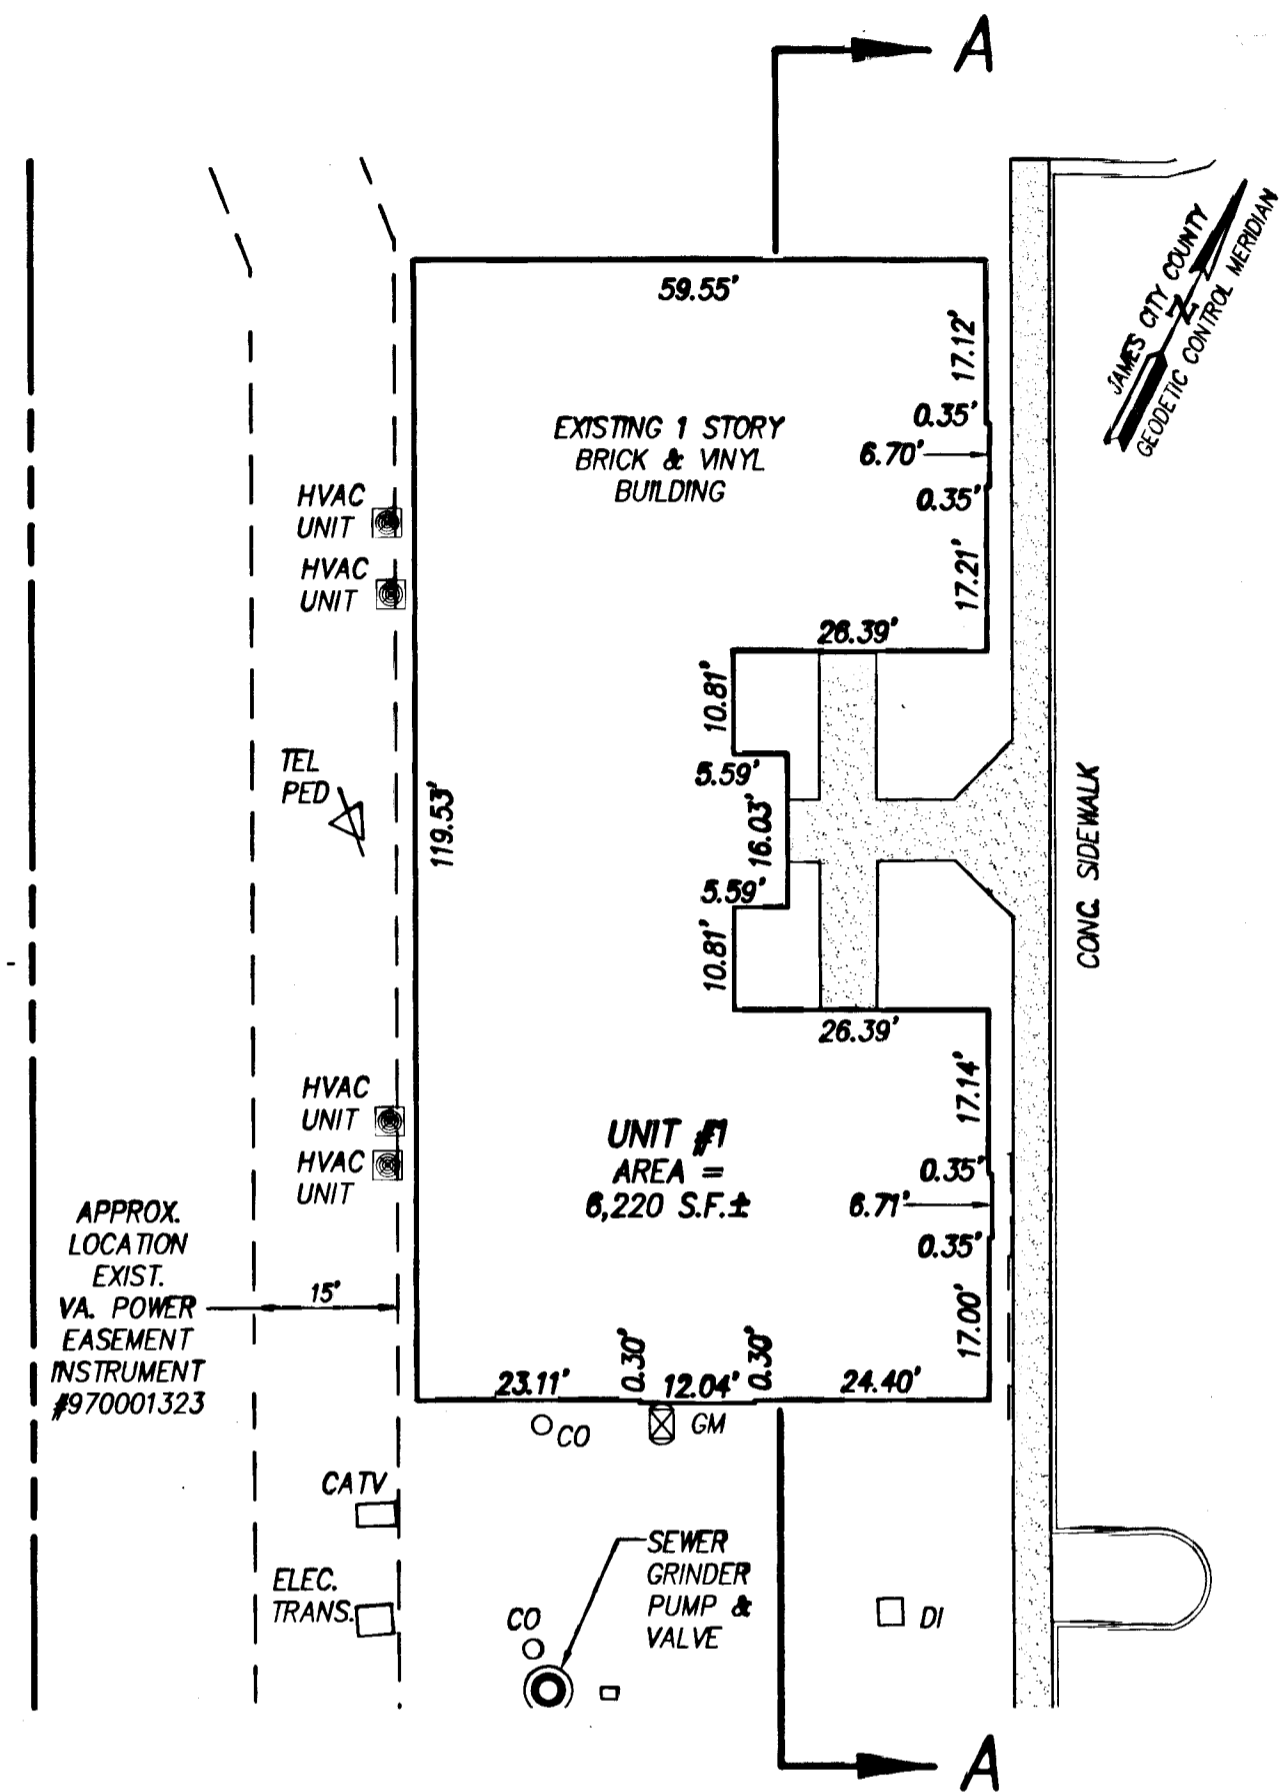 A
JAMES CITY COUNTY
N
GEODETIC CONTROL MERIDIAN
59.55'
17.12'
EXISTING 1 STORY
BRICK & VINYL
BUILDING
0.35'
6.70'
0.35'
17.21'
HVAC
UNIT
HVAC
UNIT
26.39'
10.81'
5.59'
TEL
PED
119.53'
16.03'
5.59'
10.81'
CONC. SIDEWALK
26.39'
17.14'
HVAC
UNIT
HVAC
UNIT
UNIT #1
AREA =
6,220 S.F.±
0.35'
6.71'
0.35'
17.00'
APPROX.
LOCATION
EXIST.
VA. POWER
EASEMENT
INSTRUMENT
#970001323
15'
23.11'
0.30'
12.04'
0.30'
24.40'
CO
GM
CATV
ELEC.
TRANS.
SEWER
GRINDER
PUMP &
VALVE
CO
DI
A